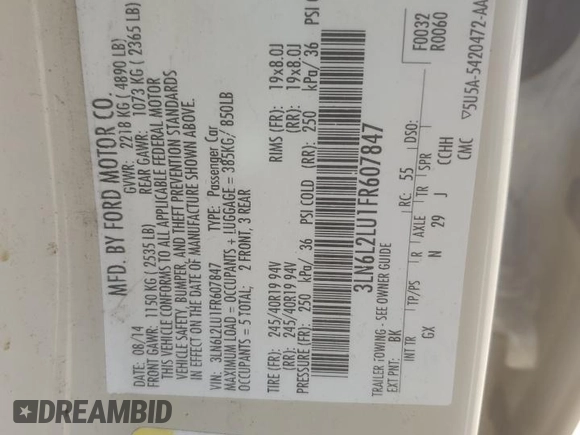 MFD. BY FORD MOTOR CO.
DATE: 08/14 GVWR: 2218 KG ( 4890 LB)
FRONT GAWR: 1150 KG ( 2535 LB) REAR GAWR: 1073 KG ( 2365 LB)
THIS VEHICLE CONFORMS TO ALL APPLICABLE FEDERAL MOTOR
VEHICLE SAFETY, BUMPER, AND THEFT PREVENTION STANDARDS
IN EFFECT ON THE DATE OF MANUFACTURE SHOWN ABOVE.
VIN: 3LN6L2LU1FR607847 TYPE: Passenger Car
MAXIMUM LOAD = OCCUPANTS + LUGGAGE = 385KG/ 850LB
OCCUPANTS = 5 TOTAL: 2 FRONT, 3 REAR
TIRE (FR): 245/40R19 94V RIMS (FR): 19x8.0J
(RR): 245/40R19 94V (RR): 19x8.0J
PRESSURE (FR): 250 kPa/ 36 PSI COLD (RR): 250 kPa/ 36 PSI CO
3LN6L2LU1FR607847
TRAILER TOWING - SEE OWNER GUIDE
EXT PNT: BK RC: 55 DSO: F0032
R0060
INT TR TP/PS R AXLE TR SPR
GX N 29 J CCHH
CMC ▽5U5A-5420472-AA
DREAMBID